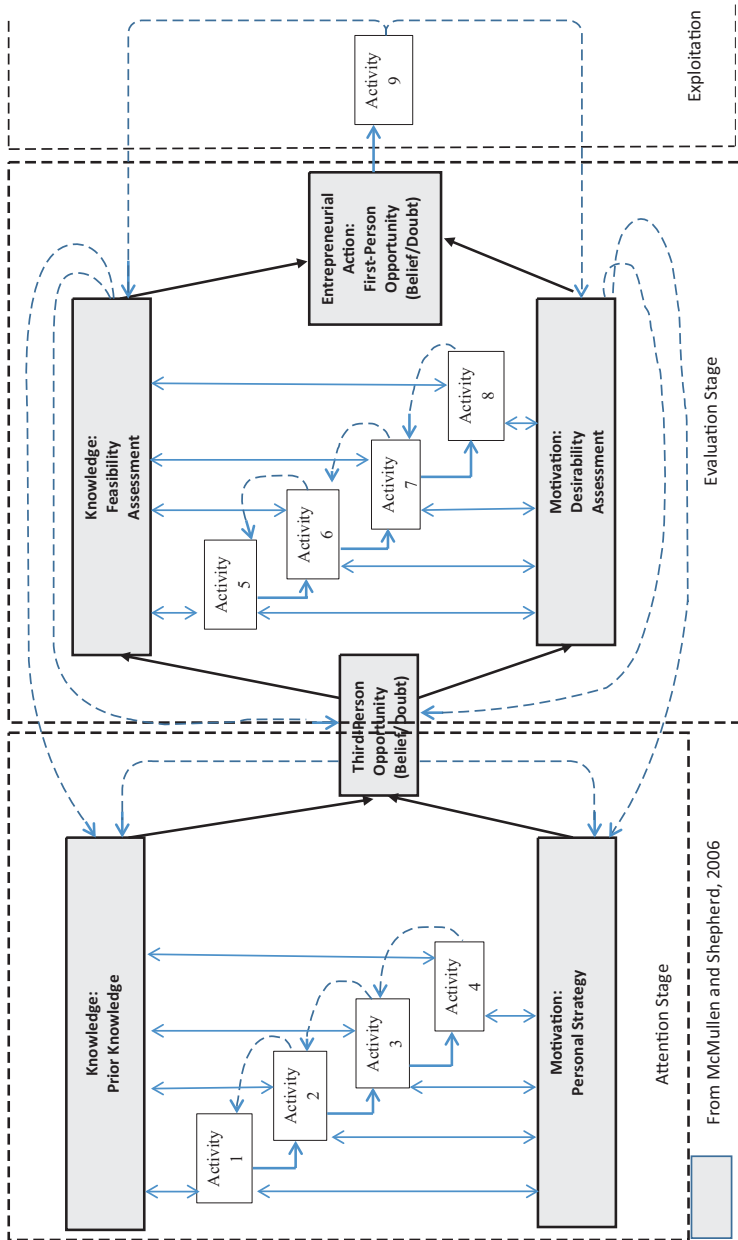 Knowledge:
Prior Knowledge
Activity
1
Activity
2
Activity
3
Activity
4
Motivation:
Personal Strategy
Attention Stage
Third-Person
Opportunity
(Belief/Doubt)
Knowledge:
Feasibility
Assessment
Activity
5
Activity
6
Activity
7
Activity
8
Motivation:
Desirability
Assessment
Evaluation Stage
Entrepreneurial
Action:
First-Person
Opportunity
(Belief/Doubt)
Activity
9
Exploitation
From McMullen and Shepherd, 2006